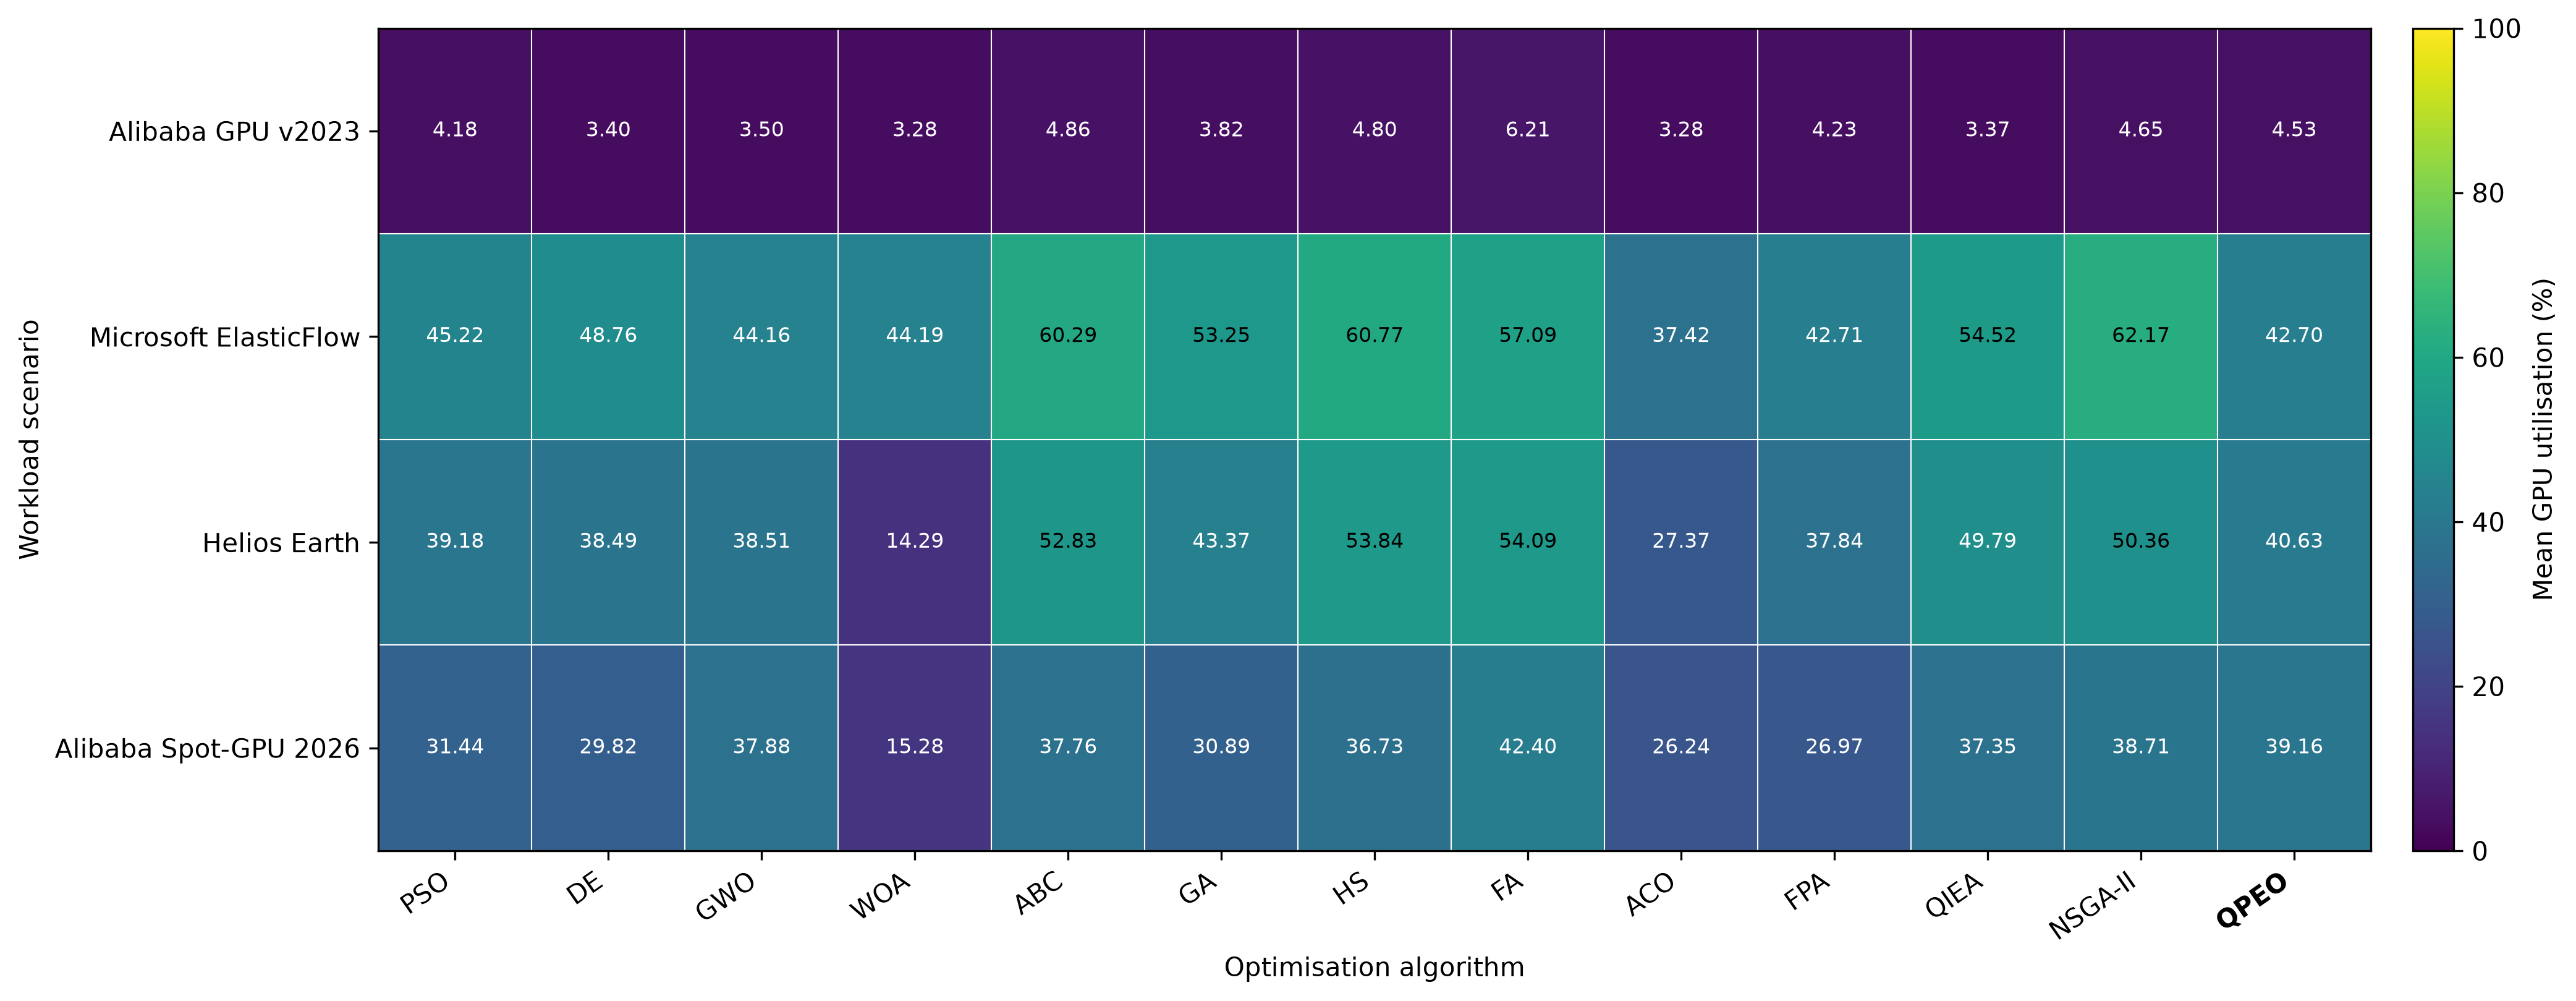 Workload scenario
Alibaba GPU v2023 4.18 3.40 3.50 3.28 4.86 3.82 4.80 6.21 3.28 4.23 3.37 4.65 4.53
Microsoft ElasticFlow 45.22 48.76 44.16 44.19 60.29 53.25 60.77 57.09 37.42 42.71 54.52 62.17 42.70
Helios Earth 39.18 38.49 38.51 14.29 52.83 43.37 53.84 54.09 27.37 37.84 49.79 50.36 40.63
Alibaba Spot-GPU 2026 31.44 29.82 37.88 15.28 37.76 30.89 36.73 42.40 26.24 26.97 37.35 38.71 39.16
PSO DE GWO WOA ABC GA HS FA ACO FPA QIEA NSGA-II QPEO
Optimisation algorithm
100
80
60
40
20
0
Mean GPU utilisation (%)